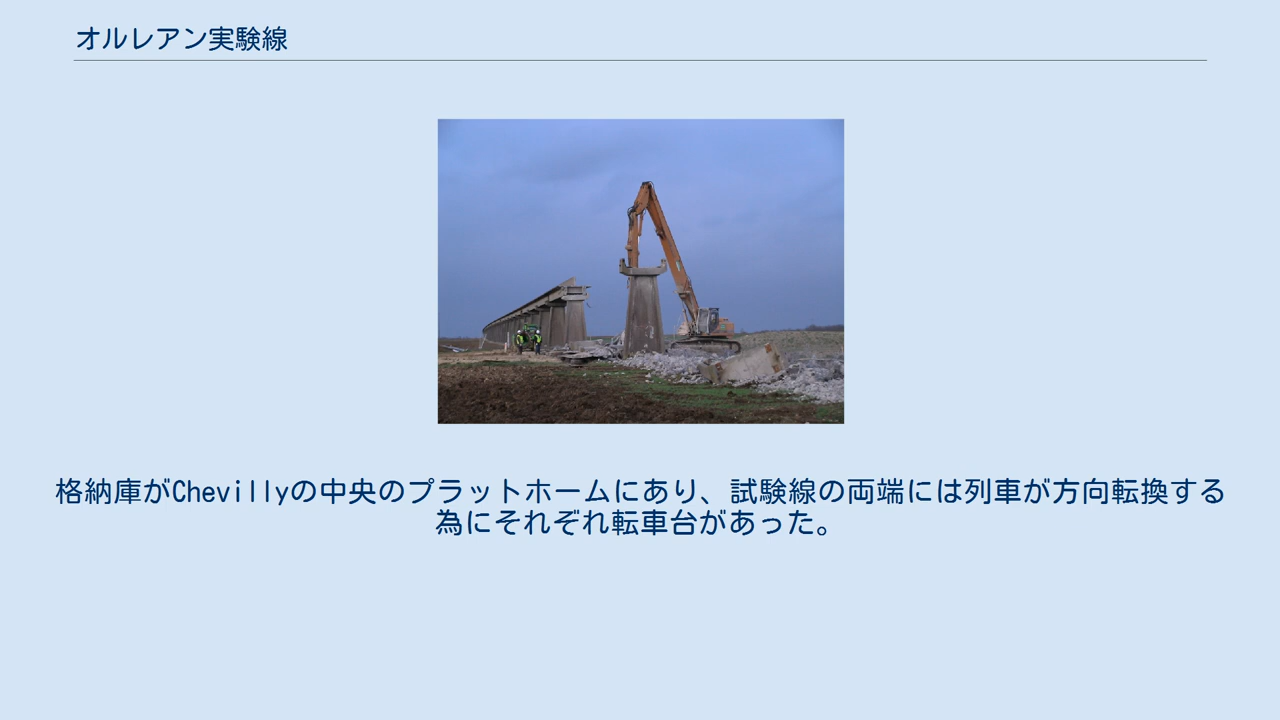 オルレアン実験線
格納庫がChevillyの中央のプラットホームにあり、試験線の両端には列車が方向転換する
為にそれぞれ転車台があった。